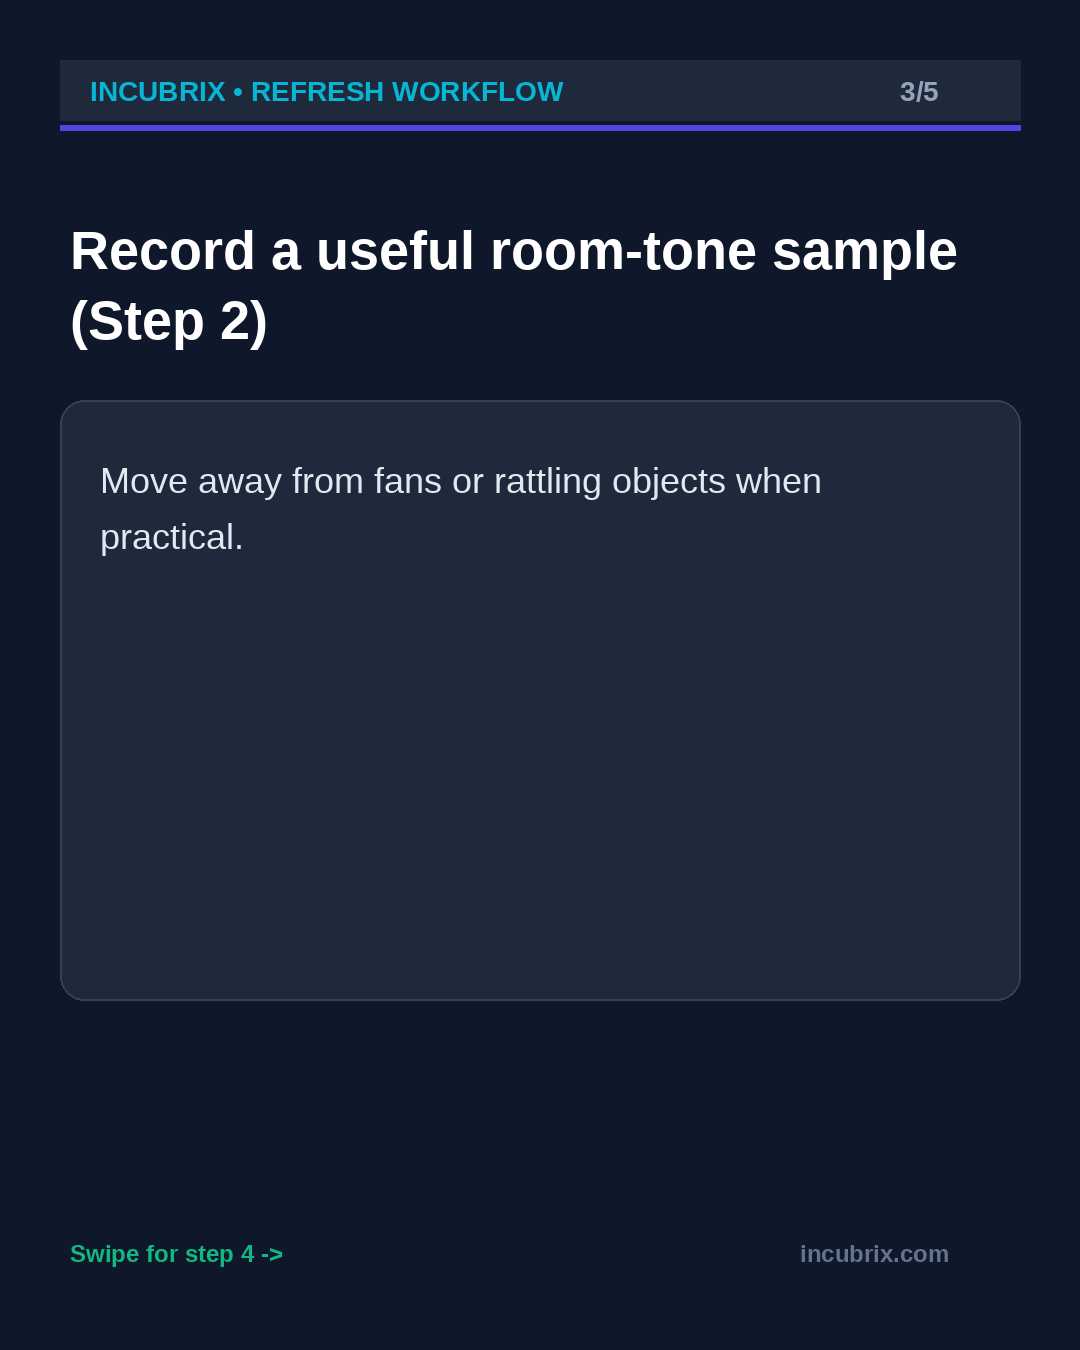 INCUBRIX • REFRESH WORKFLOW 3/5
Record a useful room-tone sample
(Step 2)
Move away from fans or rattling objects when
practical.
Swipe for step 4 -> incubrix.com